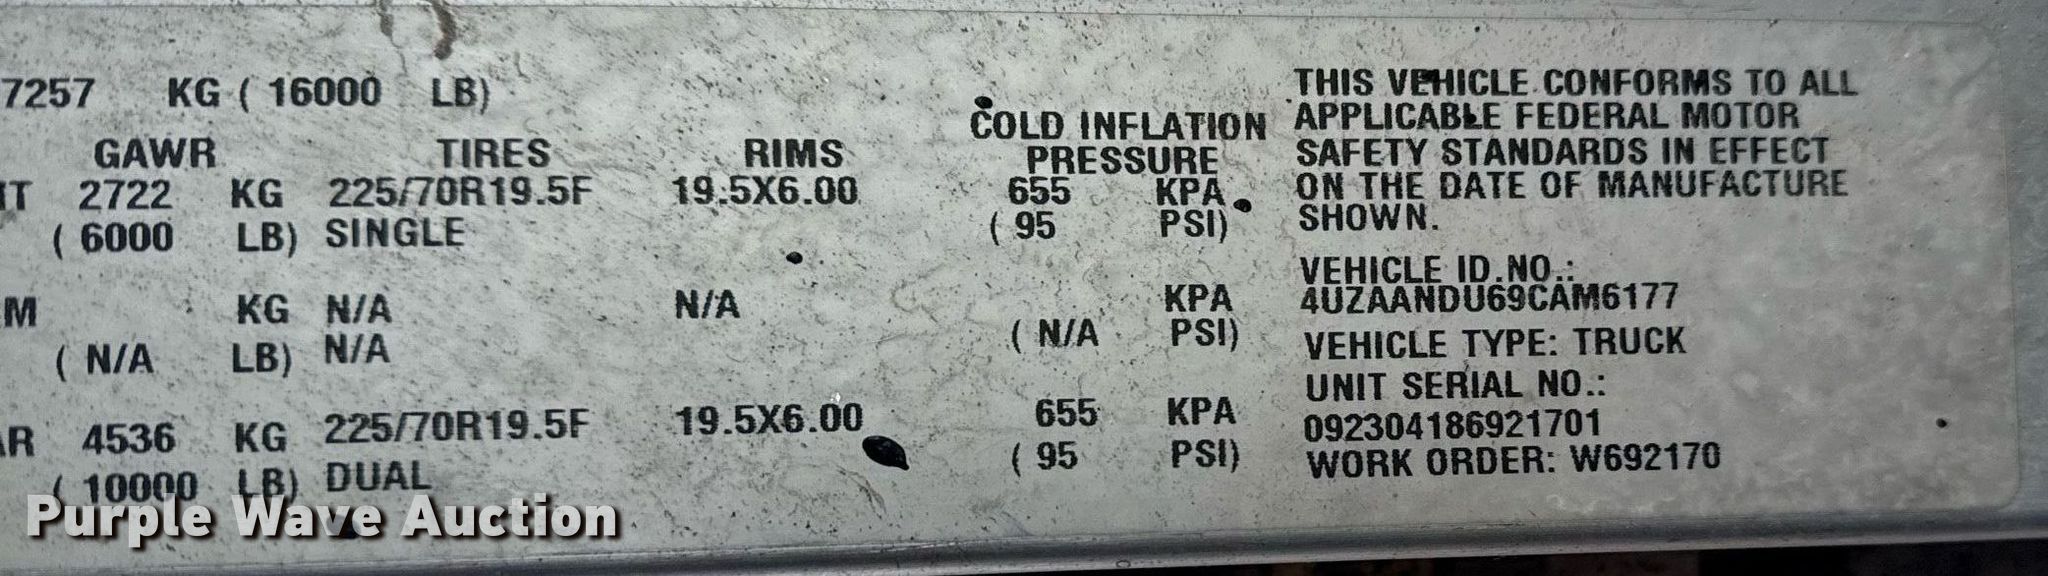 7257 KG ( 16000 LB)
GAWR TIRES RIMS COLD INFLATION PRESSURE
2722 KG 225/70R19.5F 19.5X6.00 655 KPA
( 6000 LB) SINGLE ( 95 PSI)
KG N/A N/A KPA
( N/A LB) N/A ( N/A PSI)
4536 KG 225/70R19.5F 19.5X6.00 655 KPA
( 10000 LB) DUAL ( 95 PSI)
THIS VEHICLE CONFORMS TO ALL
APPLICABLE FEDERAL MOTOR
SAFETY STANDARDS IN EFFECT
ON THE DATE OF MANUFACTURE
SHOWN.
VEHICLE ID.NO.:
4UZAANDU69CAM6177
VEHICLE TYPE: TRUCK
UNIT SERIAL NO.:
092304186921701
WORK ORDER: W692170
Purple Wave Auction